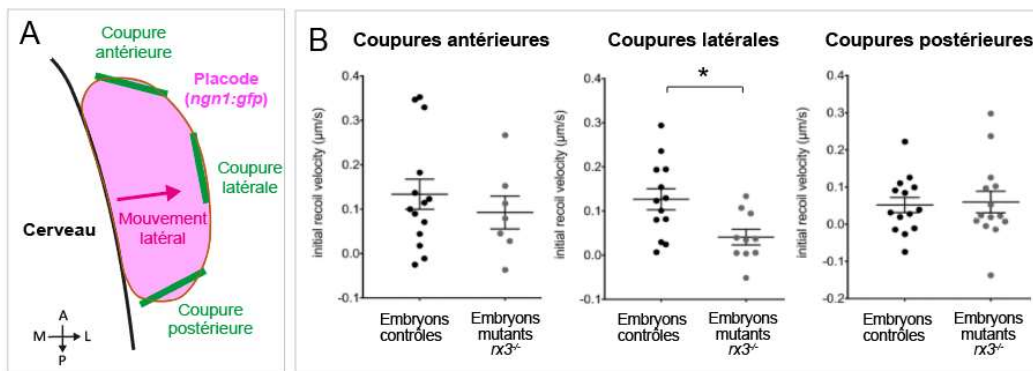 A
Coupure
antérieure
Placode
(ngn1:gfp)
Coupure
latérale
Mouvement
latéral
Cerveau
Coupure
postérieure
A
M L
P
B
Coupures antérieures
initial recoil velocity (µm/s)
0.4
0.3
0.2
0.1
0.0
-0.1
Embryons
contrôles
Embryons
mutants
rx3-/-
Coupures latérales
*
initial recoil velocity (µm/s)
0.4
0.3
0.2
0.1
0.0
-0.1
Embryons
contrôles
Embryons
mutants
rx3-/-
Coupures postérieures
initial recoil velocity (µm/s)
0.4
0.3
0.2
0.1
0.0
-0.1
-0.2
Embryons
contrôles
Embryons
mutants
rx3-/-